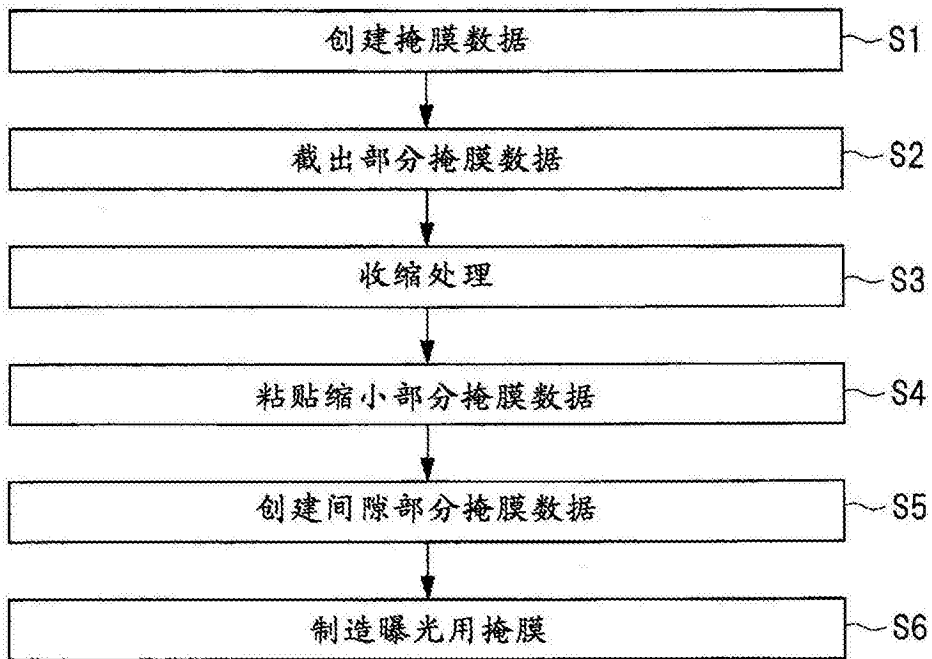 创建掩膜数据 S1
截出部分掩膜数据 S2
收缩处理 S3
粘贴缩小部分掩膜数据 S4
创建间隙部分掩膜数据 S5
制造曝光用掩膜 S6